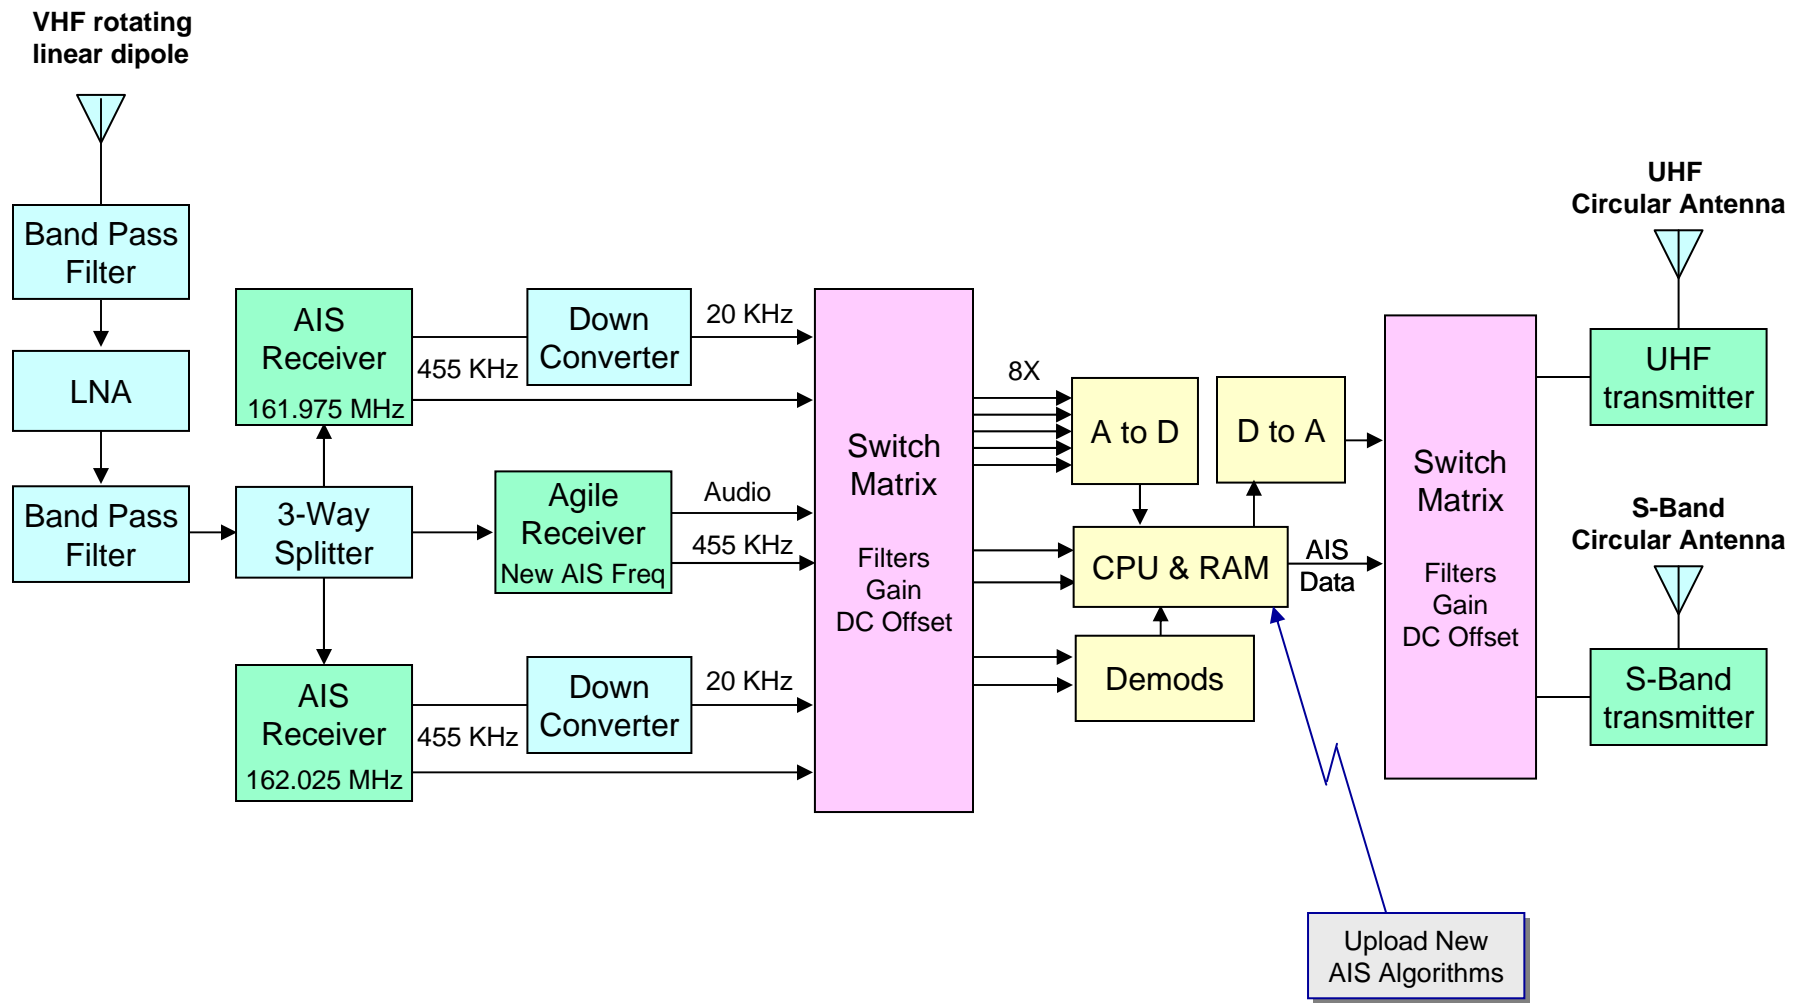 VHF rotating
linear dipole
Band Pass
Filter
LNA
Band Pass
Filter
AIS
Receiver
161.975 MHz
3-Way
Splitter
AIS
Receiver
162.025 MHz
455 KHz
Down
Converter
20 KHz
Agile
Receiver
New AIS Freq
Audio
455 KHz
455 KHz
Down
Converter
20 KHz
Switch
Matrix
Filters
Gain
DC Offset
8X
A to D
D to A
CPU & RAM
AIS
Data
Demods
Switch
Matrix
Filters
Gain
DC Offset
UHF
Circular Antenna
UHF
transmitter
S-Band
Circular Antenna
S-Band
transmitter
Upload New
AIS Algorithms